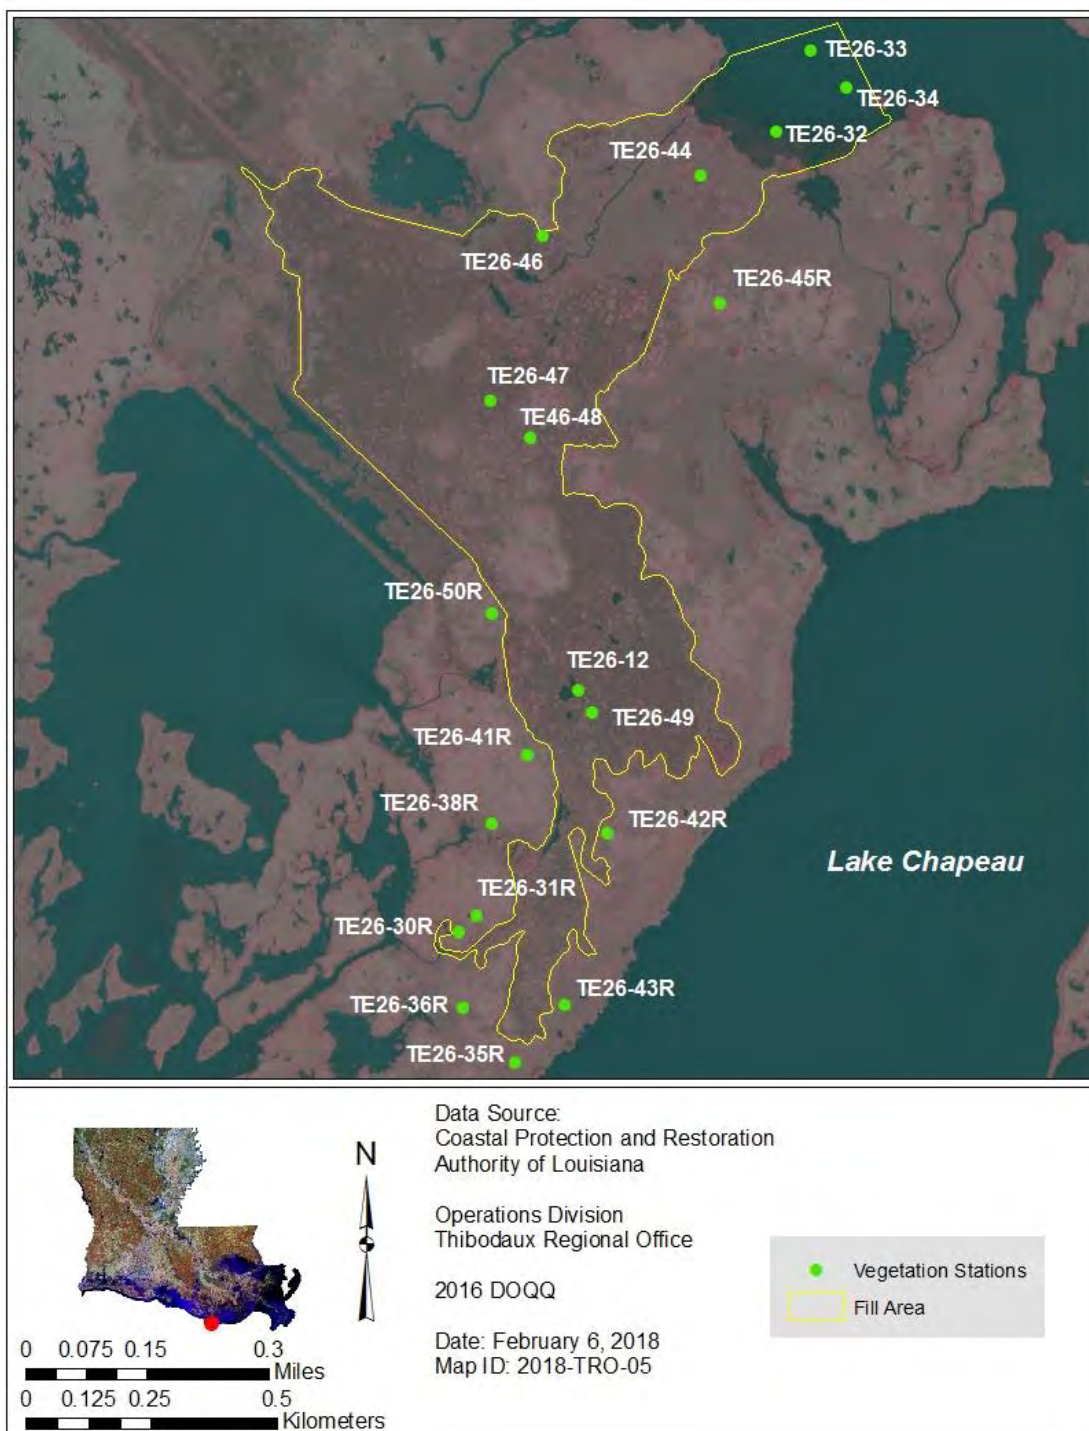 TE26-33
TE26-34
TE26-32
TE26-44
TE26-46
TE26-45R
TE26-47
TE46-48
TE26-50R
TE26-12
TE26-49
TE26-41R
TE26-38R
TE26-42R
Lake Chapeau
TE26-31R
TE26-30R
TE26-36R
TE26-43R
TE26-35R
N
0 0.075 0.15 0.3
Miles
0 0.125 0.25 0.5
Kilometers
Data Source:
Coastal Protection and Restoration
Authority of Louisiana
Operations Division
Thibodaux Regional Office
2016 DOQQ
Date: February 6, 2018
Map ID: 2018-TRO-05
Vegetation Stations
Fill Area